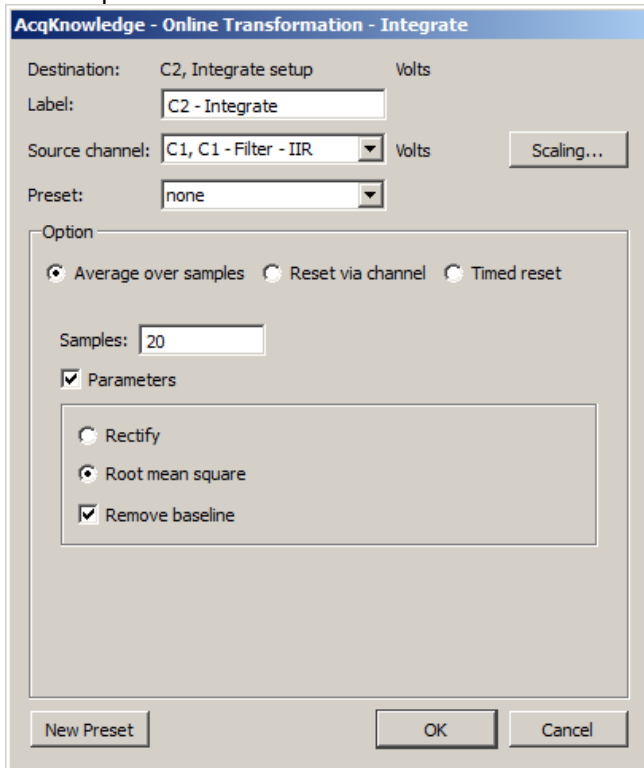 AcqKnowledge - Online Transformation - Integrate
Destination: C2, Integrate setup Volts
Label: C2 - Integrate
Source channel: C1, C1 - Filter - IIR Volts Scaling...
Preset: none
Option
Average over samples Reset via channel Timed reset
Samples: 20
Parameters
Rectify
Root mean square
Remove baseline
New Preset OK Cancel